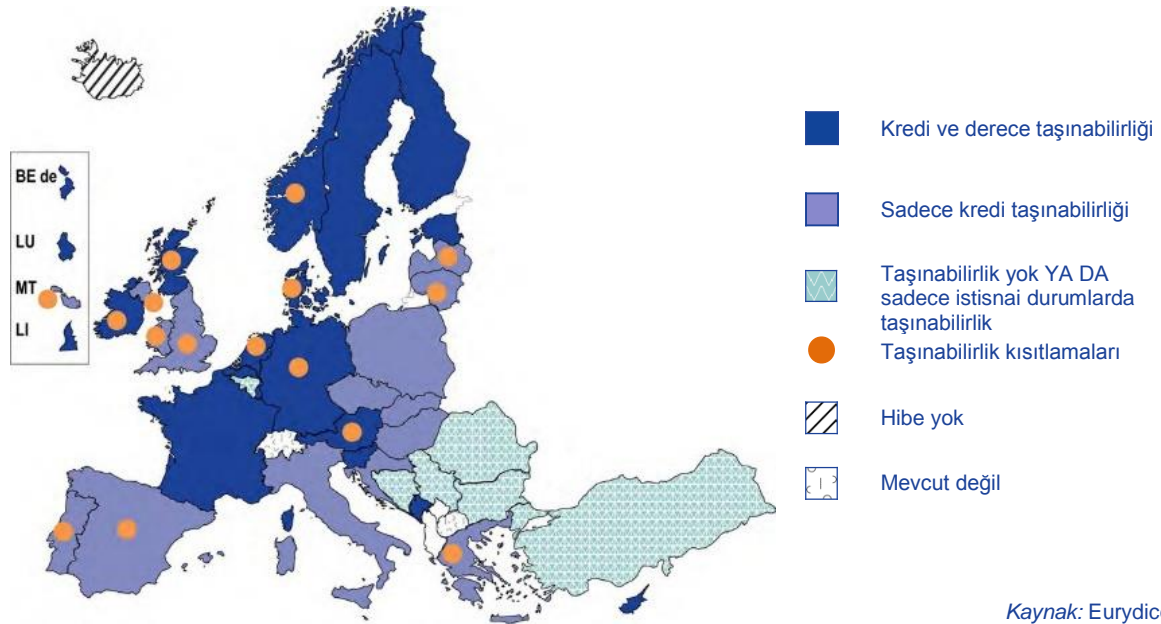 BE de
LU
MT
LI
Kredi ve derece taşınabilirliği
Sadece kredi taşınabilirliği
Taşınabilirlik yok YA DA
sadece istisnai durumlarda
taşınabilirlik
Taşınabilirlik kısıtlamaları
Hibe yok
Mevcut değil
Kaynak: Eurydice